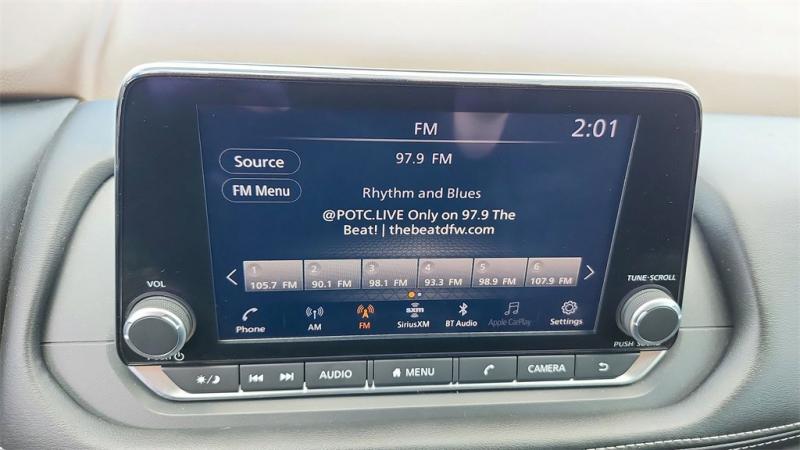 FM
2:01
Source
97.9 FM
FM Menu
Rhythm and Blues
@POTC.LIVE Only on 97.9 The
Beat! | thebeatdfw.com
1 2 3 4 5 6
105.7 FM 90.1 FM 98.1 FM 93.3 FM 98.9 FM 107.9 FM
VOL
TUNE·SCROLL
sxm
Phone AM FM SiriusXM BT Audio Apple CarPlay Settings
PUSH
AUDIO MENU CAMERA